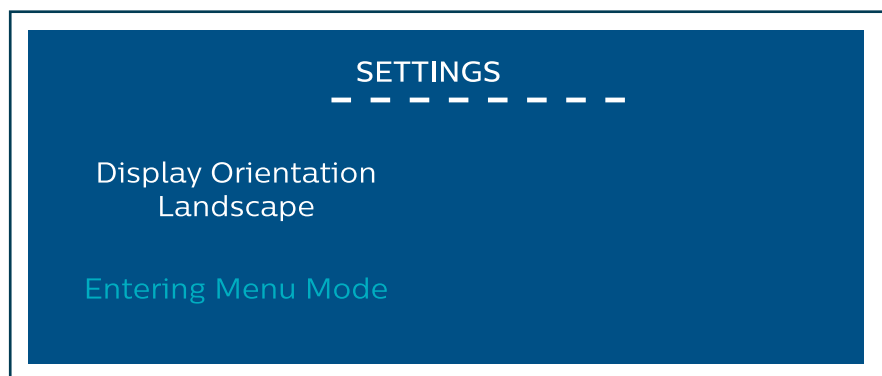 SETTINGS
Display Orientation
Landscape
Entering Menu Mode